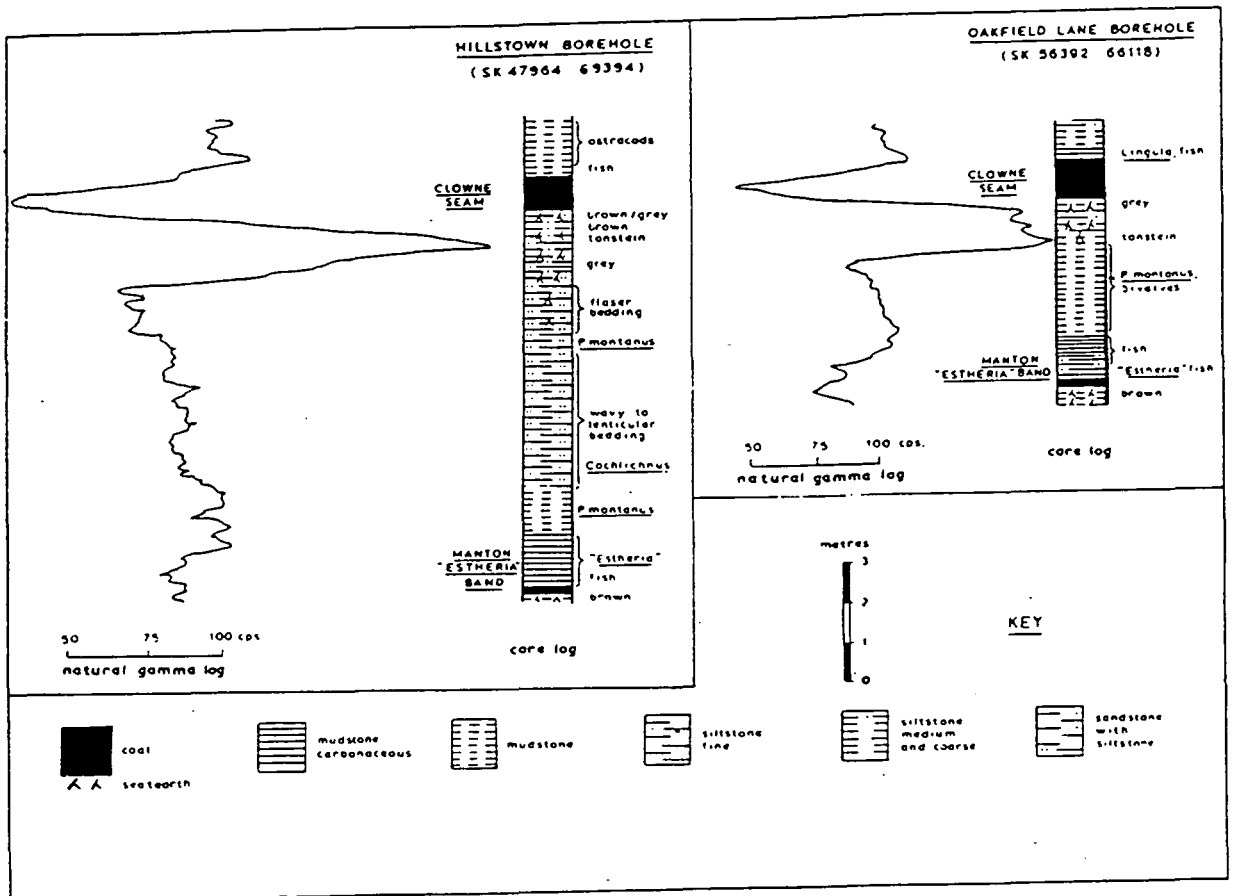 HILLSTOWN BOREHOLE
(SK 47964 69394)
ostracods
fish
CLOWNE
SEAM
brown/grey
brown
tonstein
grey
flaser
bedding
P. montanus
wavy to
lenticular
bedding
Cochlichnus
P. montanus
MANTON
"ESTHERIA"
BAND
"Estheria"
fish
brown
50 75 100 cps
natural gamma log
core log
OAKFIELD LANE BOREHOLE
(SK 56392 66118)
Lingula, fish
CLOWNE
SEAM
grey
tonstein
P. montanus,
bivalves
fish
MANTON
"ESTHERIA" BAND
"Estheria" fish
brown
50 75 100 cps.
natural gamma log
core log
metres
3
2
1
0
KEY
coal
seatearth
mudstone
carbonaceous
mudstone
siltstone
fine
siltstone
medium
and coarse
sandstone
with
siltstone